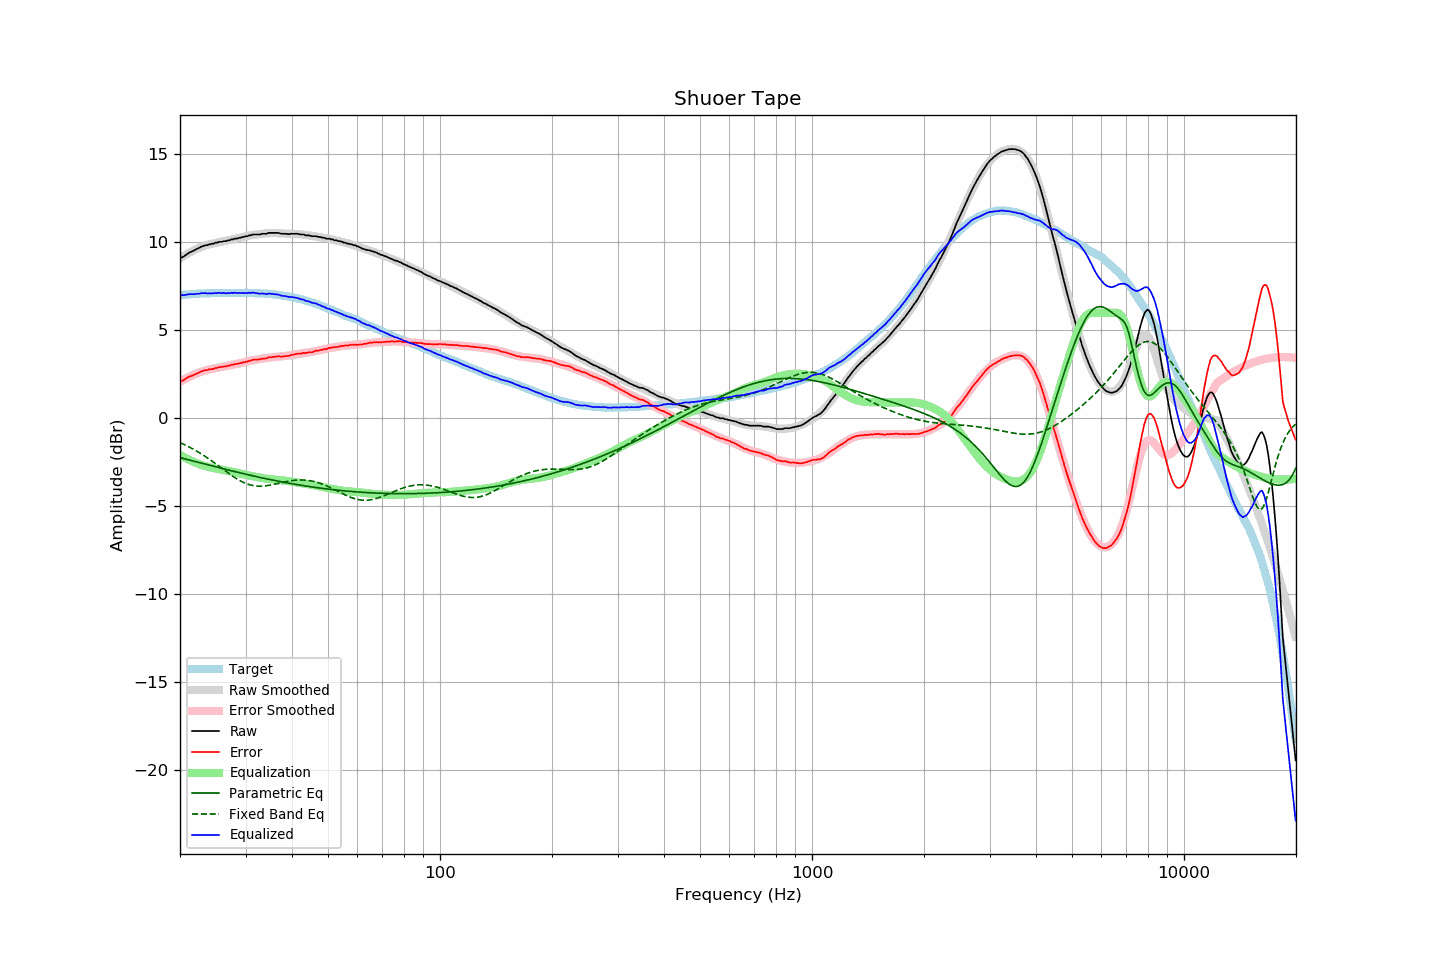 Shuoer Tape
Amplitude (dBr)
15
10
5
0
−5
−10
−15
−20
Target
Raw Smoothed
Error Smoothed
Raw
Error
Equalization
Parametric Eq
Fixed Band Eq
Equalized
100 1000 10000
Frequency (Hz)